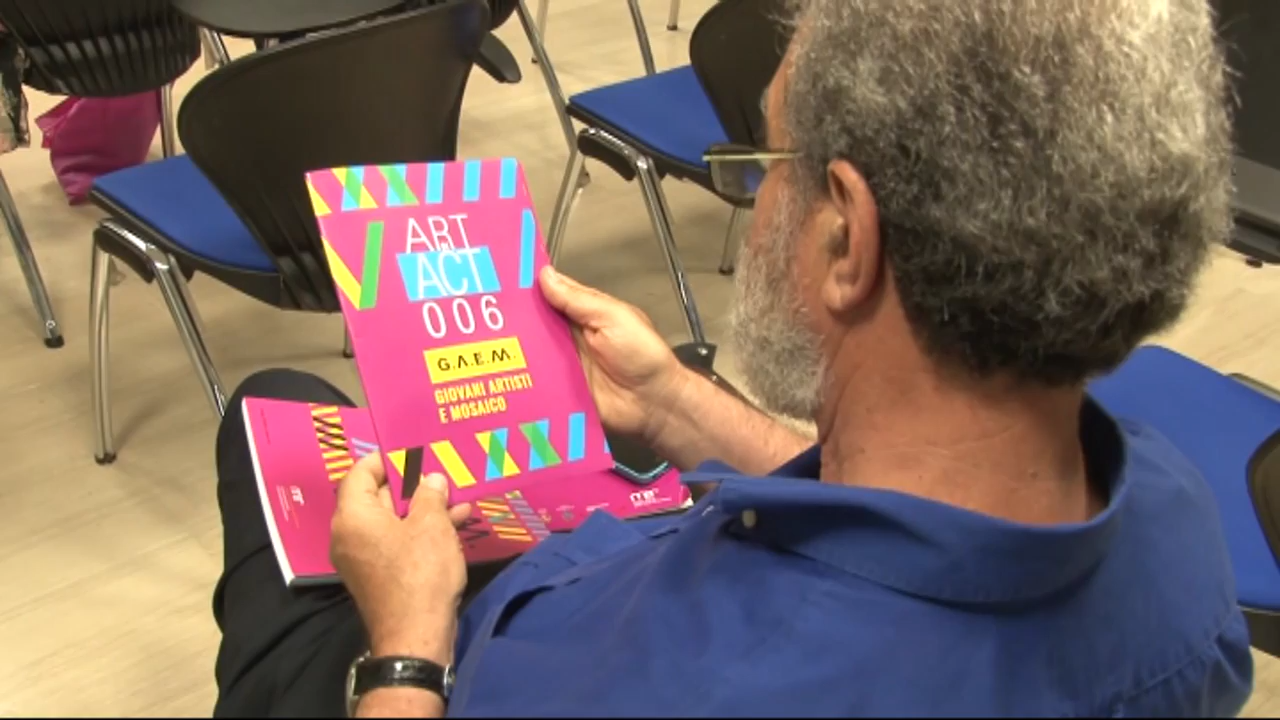 ART
ACT
006
G.A.E.M.
GIOVANI ARTISTI
E MOSAICO